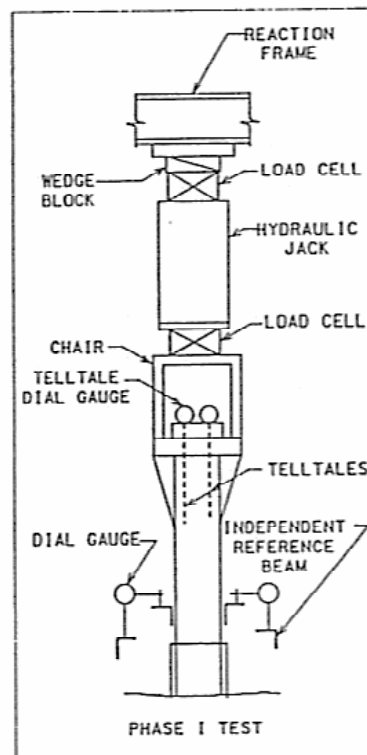 REACTION
FRAME
WEDGE
BLOCK
LOAD CELL
HYDRAULIC
JACK
LOAD CELL
CHAIR
TELLTALE
DIAL GAUGE
TELLTALES
DIAL GAUGE
INDEPENDENT
REFERENCE
BEAM
PHASE I TEST